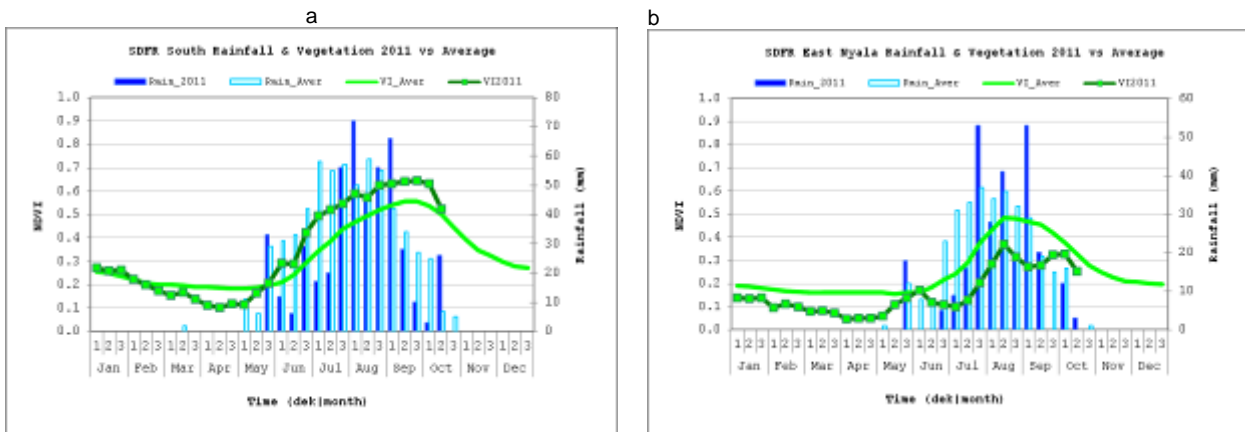 a
SDFR South Rainfall & Vegetation 2011 vs Average
Rain_2011 Rain_Aver VI_Aver VI2011
1.0
0.9
0.8
0.7
0.6
0.5
0.4
0.3
0.2
0.1
0.0
NDVI
80
70
60
50
40
30
20
10
0
Rainfall (mm)
1 2 3 1 2 3 1 2 3 1 2 3 1 2 3 1 2 3 1 2 3 1 2 3 1 2 3 1 2 3 1 2 3 1 2 3
Jan Feb Mar Apr May Jun Jul Aug Sep Oct Nov Dec
Time (dek|month)
b
SDFR East Nyala Rainfall & Vegetation 2011 vs Average
Rain_2011 Rain_Aver VI_Aver VI2011
1.0
0.9
0.8
0.7
0.6
0.5
0.4
0.3
0.2
0.1
0.0
NDVI
60
50
40
30
20
10
0
Rainfall (mm)
1 2 3 1 2 3 1 2 3 1 2 3 1 2 3 1 2 3 1 2 3 1 2 3 1 2 3 1 2 3 1 2 3 1 2 3
Jan Feb Mar Apr May Jun Jul Aug Sep Oct Nov Dec
Time (dek|month)